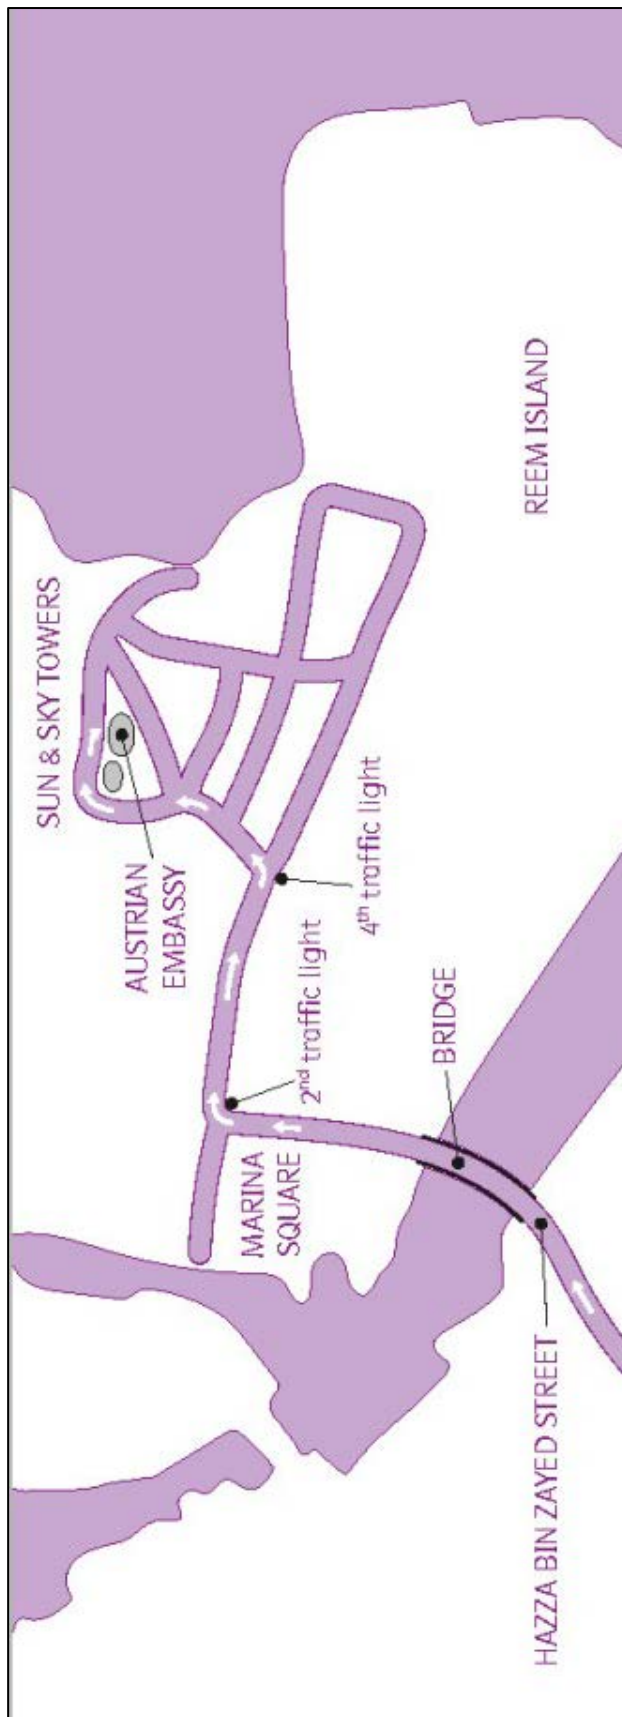 SUN & SKY TOWERS
AUSTRIAN
EMBASSY
2nd traffic light
4th traffic light
MARINA
SQUARE
BRIDGE
REEM ISLAND
HAZZA BIN ZAYED STREET